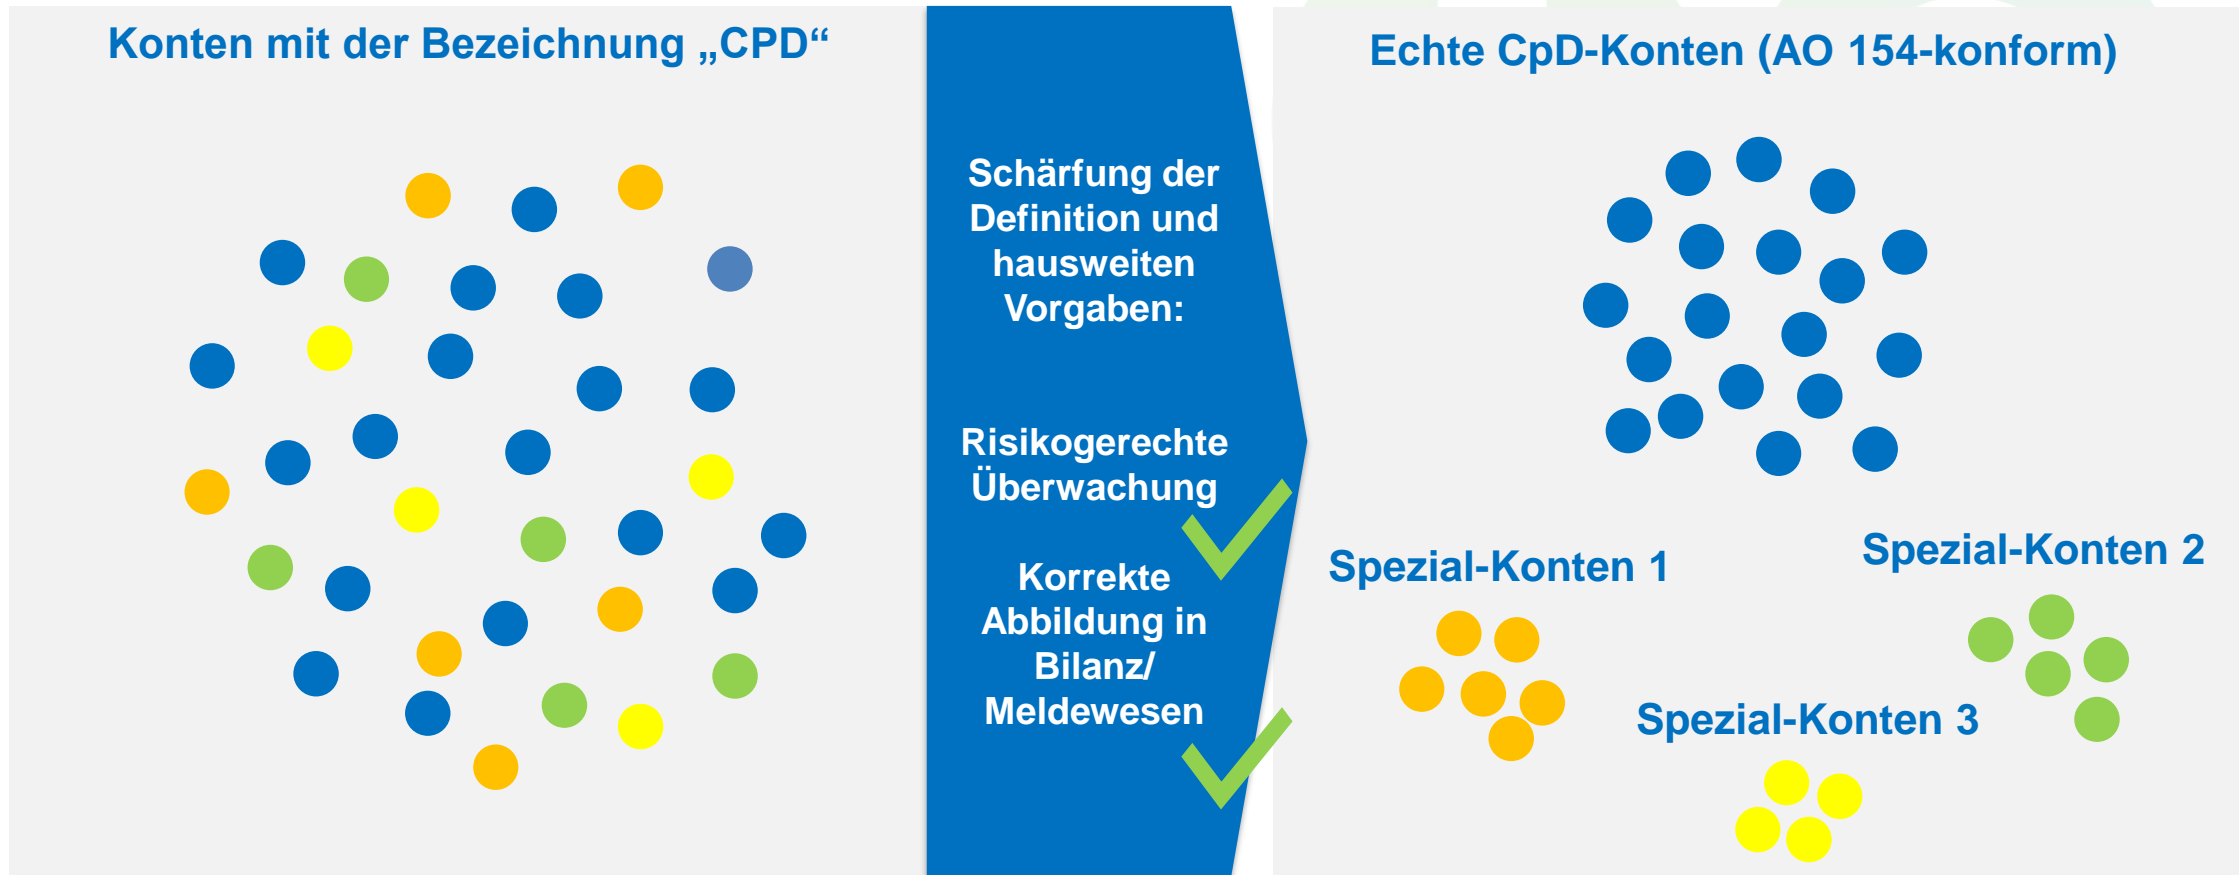 Konten mit der Bezeichnung „CPD“
Schärfung der
Definition und
hausweiten
Vorgaben:
Risikogerechte
Überwachung
Korrekte
Abbildung in
Bilanz/
Meldewesen
Echte CpD-Konten (AO 154-konform)
Spezial-Konten 1
Spezial-Konten 2
Spezial-Konten 3